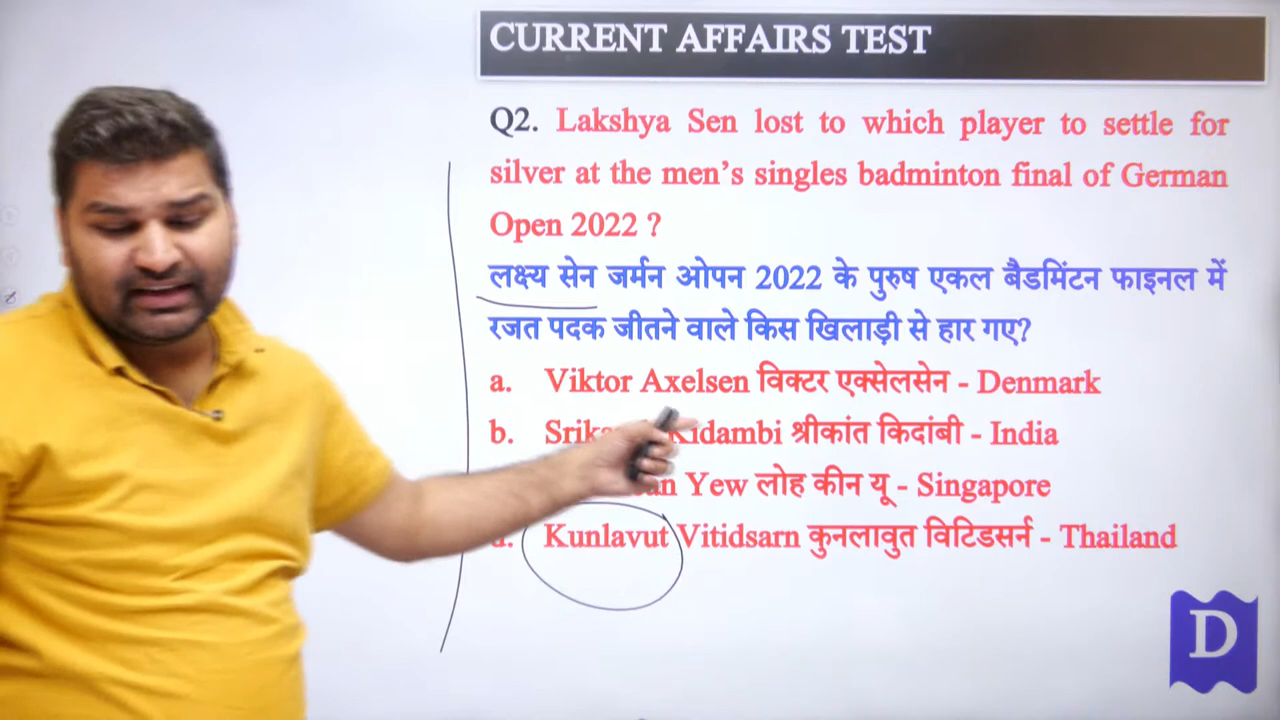 CURRENT AFFAIRS TEST
Q2. Lakshya Sen lost to which player to settle for
silver at the men’s singles badminton final of German
Open 2022 ?
लक्ष्य सेन जर्मन ओपन 2022 के पुरुष एकल बैडमिंटन फाइनल में
रजत पदक जीतने वाले किस खिलाड़ी से हार गए?
a. Viktor Axelsen विक्टर एक्सेलसेन - Denmark
b. Kidambi श्रीकांत किदांबी - India
Yew लोह कीन यू - Singapore
d. Kunlavut Vitidsarn कुनलावुत विटिडसर्न - Thailand
D